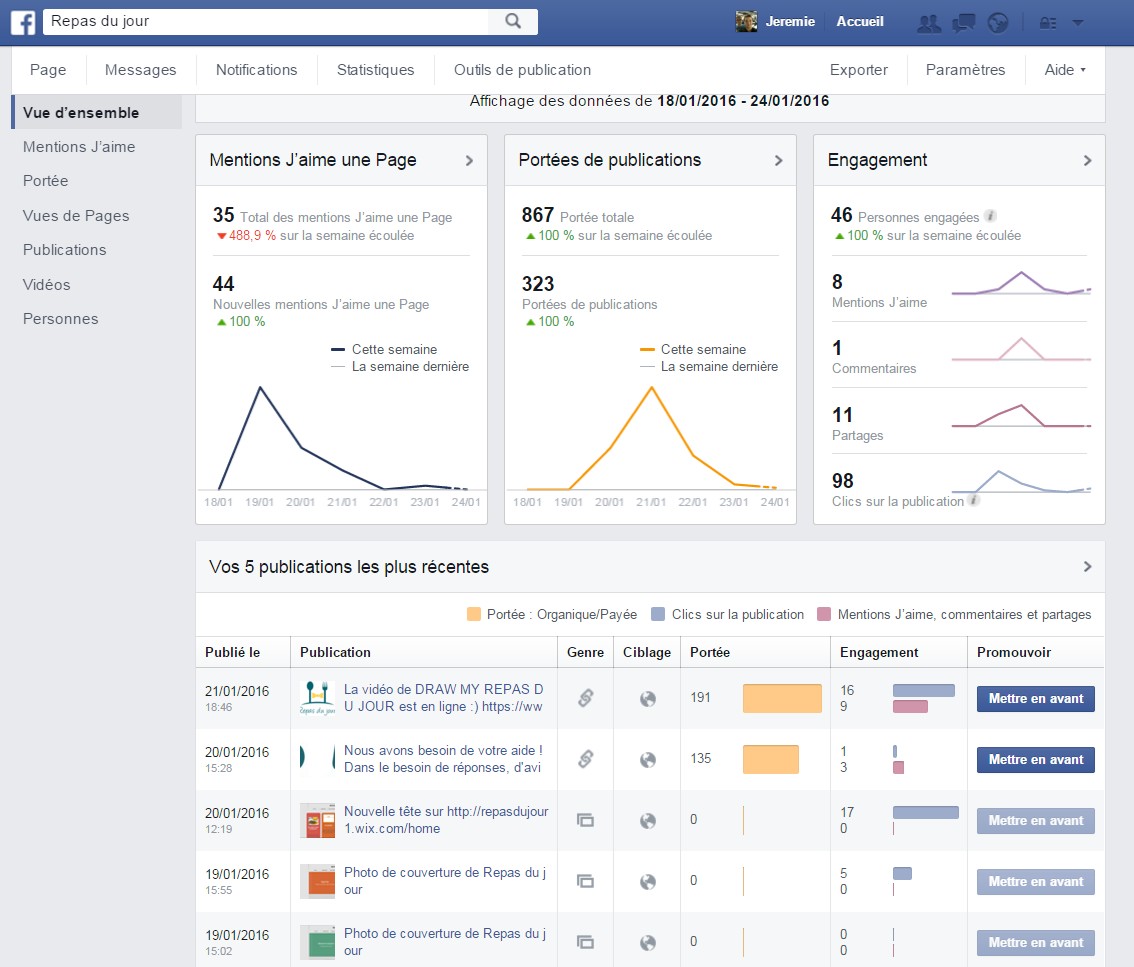 Repas du jour
Jeremie Accueil
Page Messages Notifications Statistiques Outils de publication Exporter Paramètres Aide
Vue d'ensemble
Mentions J'aime
Portée
Vues de Pages
Publications
Vidéos
Personnes
Affichage des données de 18/01/2016 - 24/01/2016
Mentions J'aime une Page
35 Total des mentions J'aime une Page
488,9 % sur la semaine écoulée
44
Nouvelles mentions J'aime une Page
100 %
Cette semaine
La semaine dernière
18/01 19/01 20/01 21/01 22/01 23/01 24/01
Portées de publications
867 Portée totale
100 % sur la semaine écoulée
323
Portées de publications
100 %
Cette semaine
La semaine dernière
18/01 19/01 20/01 21/01 22/01 23/01 24/01
Engagement
46 Personnes engagées i
100 % sur la semaine écoulée
8
Mentions J'aime
1
Commentaires
11
Partages
98
Clics sur la publication i
Vos 5 publications les plus récentes
Portée : Organique/Payée Clics sur la publication Mentions J'aime, commentaires et partages
Publié le Publication Genre Ciblage Portée Engagement Promouvoir
21/01/2016
18:46
Repas du jour
La vidéo de DRAW MY REPAS D
U JOUR est en ligne :) https://ww
191
16
9
Mettre en avant
20/01/2016
15:28
Nous avons besoin de votre aide !
Dans le besoin de réponses, d'avi
135
1
3
Mettre en avant
20/01/2016
12:19
Nouvelle tête sur http://repasdujour
1.wix.com/home
0
17
0
Mettre en avant
19/01/2016
15:55
Photo de couverture de Repas du j
our
0
5
0
Mettre en avant
19/01/2016
15:02
Photo de couverture de Repas du j
our
0
0
0
Mettre en avant